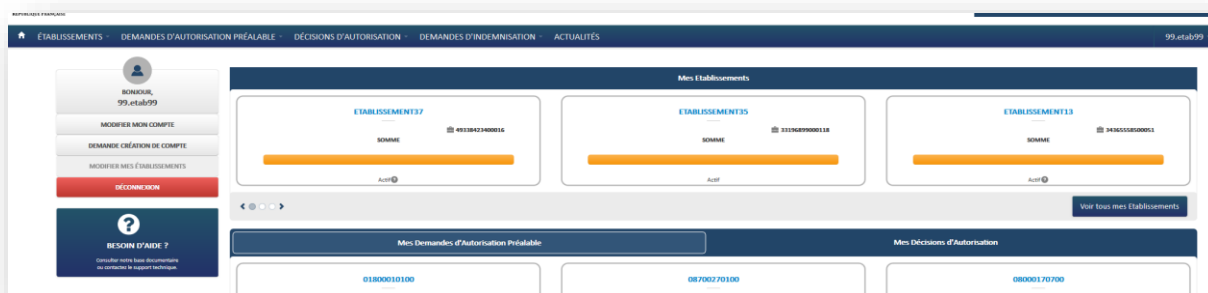 RÉPUBLIQUE FRANÇAISE
ÉTABLISSEMENTS DEMANDES D'AUTORISATION PRÉALABLE DÉCISIONS D'AUTORISATION DEMANDES D'INDEMNISATION ACTUALITÉS 99.etab99
BONJOUR,
99.etab99
MODIFIER MON COMPTE
DEMANDE CRÉATION DE COMPTE
MODIFIER MES ÉTABLISSEMENTS
DÉCONNEXION
?
BESOIN D'AIDE ?
Consulter notre base documentaire
ou contactez le support technique.
Mes Etablissements
ETABLISSEMENT37
49338423400016
SOMME
Actif ?
ETABLISSEMENT35
33196899000118
SOMME
Actif
ETABLISSEMENT13
34365558500051
SOMME
Actif ?
Voir tous mes Etablissements
Mes Demandes d'Autorisation Préalable
Mes Décisions d'Autorisation
01800010100
08700270100
08000170700